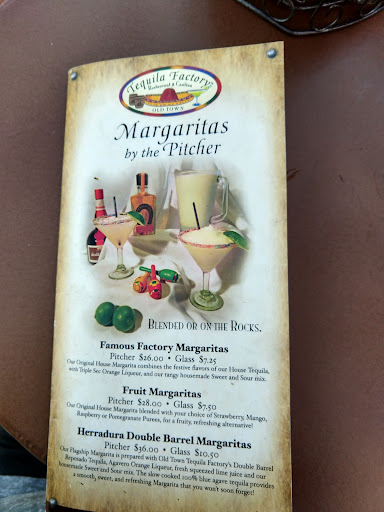 Tequila Factory
Restaurant & Cantina
OLD TOWN
Margaritas
by the Pitcher
BLENDED OR ON THE ROCKS.
Famous Factory Margaritas
Pitcher $26.00 • Glass $7.25
Our Original House Margarita combines the festive flavors of our House Tequila,
with Triple Sec Orange Liqueur, and our tangy housemade Sweet and Sour mix.
Fruit Margaritas
Pitcher $28.00 • Glass $7.50
Our Original House Margarita blended with your choice of Strawberry, Mango,
Raspberry or Pomegranate Purees, for a fruity, refreshing alternative!
Herradura Double Barrel Margaritas
Pitcher $36.00 • Glass $10.50
Our Flagship Margarita is prepared with Old Town Tequila Factory's Double Barrel
Reposado Tequila, Agavero Orange Liqueur, fresh squeezed lime juice and our
housemade Sweet and Sour mix. The slow cooked 100% blue agave tequila provides
a smooth, sweet, and refreshing Margarita that you won't soon forget!